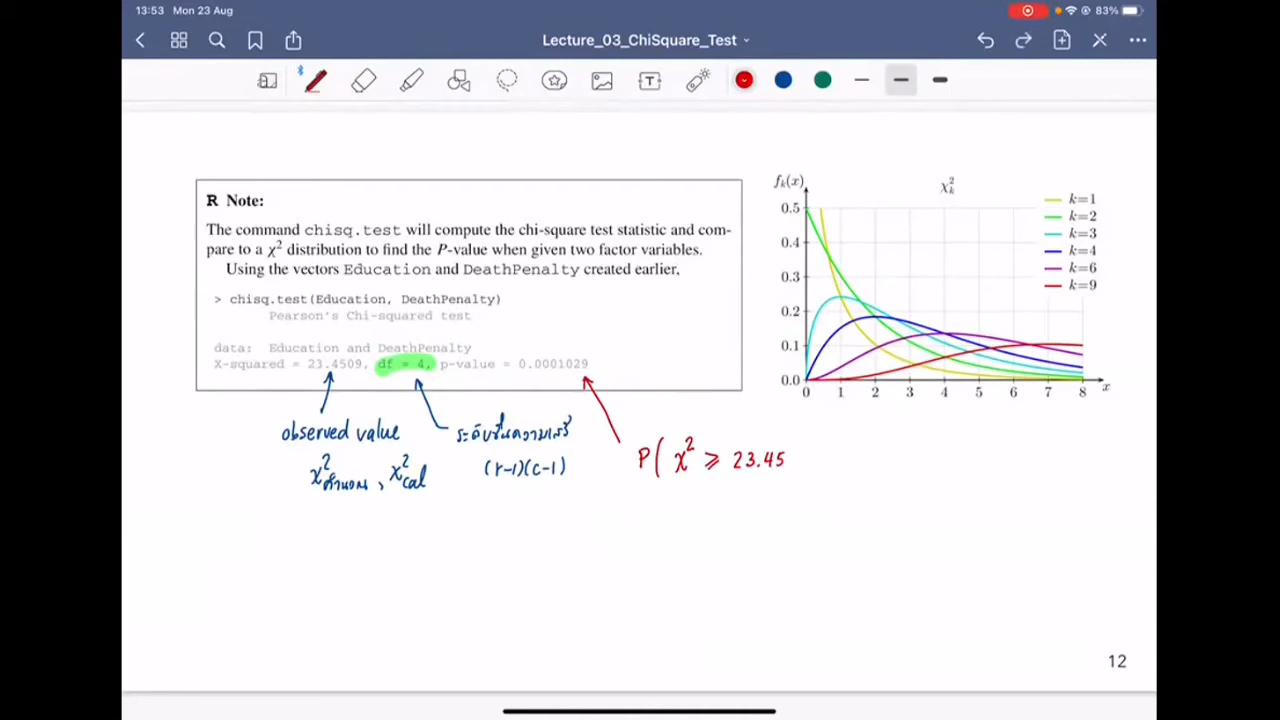 13:53 Mon 23 Aug
83%
Lecture_03_ChiSquare_Test
R Note:
The command chisq.test will compute the chi-square test statistic and com-
pare to a χ² distribution to find the P-value when given two factor variables.
Using the vectors Education and DeathPenalty created earlier,
> chisq.test(Education, DeathPenalty)
Pearson's Chi-squared test
data: Education and DeathPenalty
X-squared = 23.4509, df = 4, p-value = 0.0001029
observed value
χ²คำนวณ, χ²cal
ระดับขั้นความเสรี
(r-1)(c-1)
P( χ² ⩾ 23.45
fₖ(x)
χ²ₖ
0.5
0.4
0.3
0.2
0.1
0.0
0 1 2 3 4 5 6 7 8 x
k=1
k=2
k=3
k=4
k=6
k=9
12